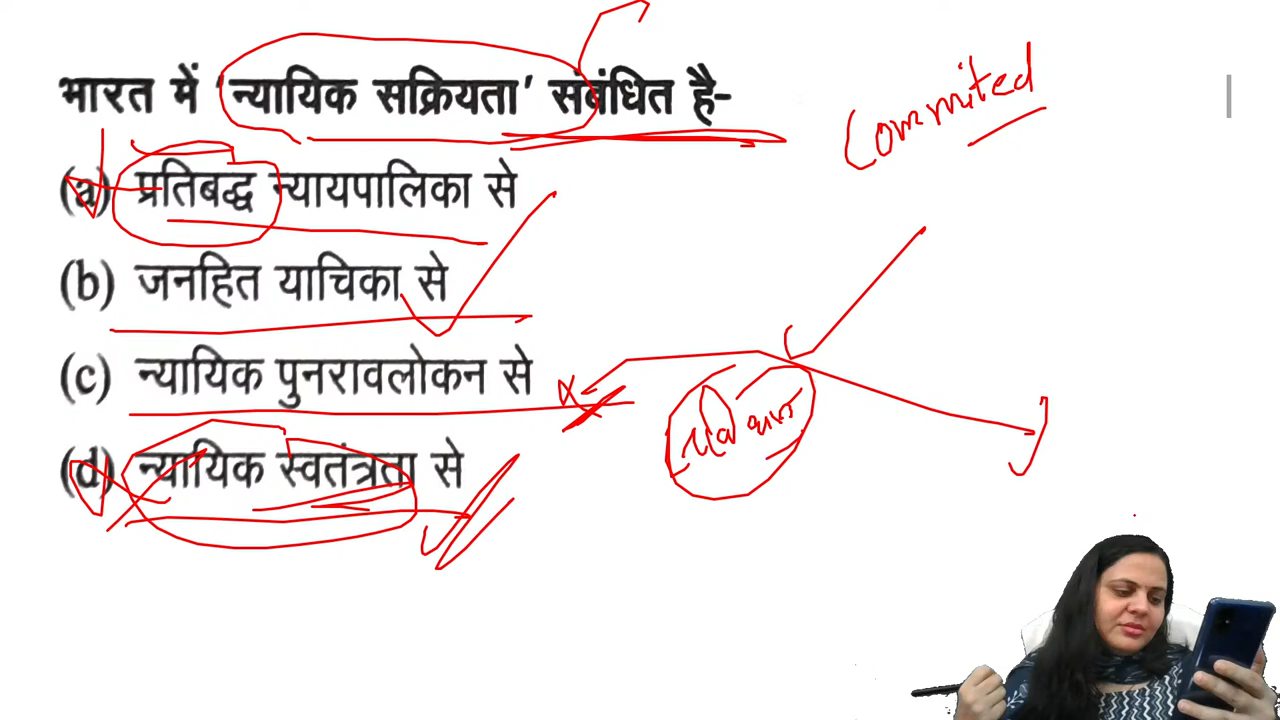 भारत में 'न्यायिक सक्रियता' संबंधित है-
Commited
(a) प्रतिबद्ध न्यायपालिका से
(b) जनहित याचिका से
(c) न्यायिक पुनरावलोकन से
(d) न्यायिक स्वतंत्रता से